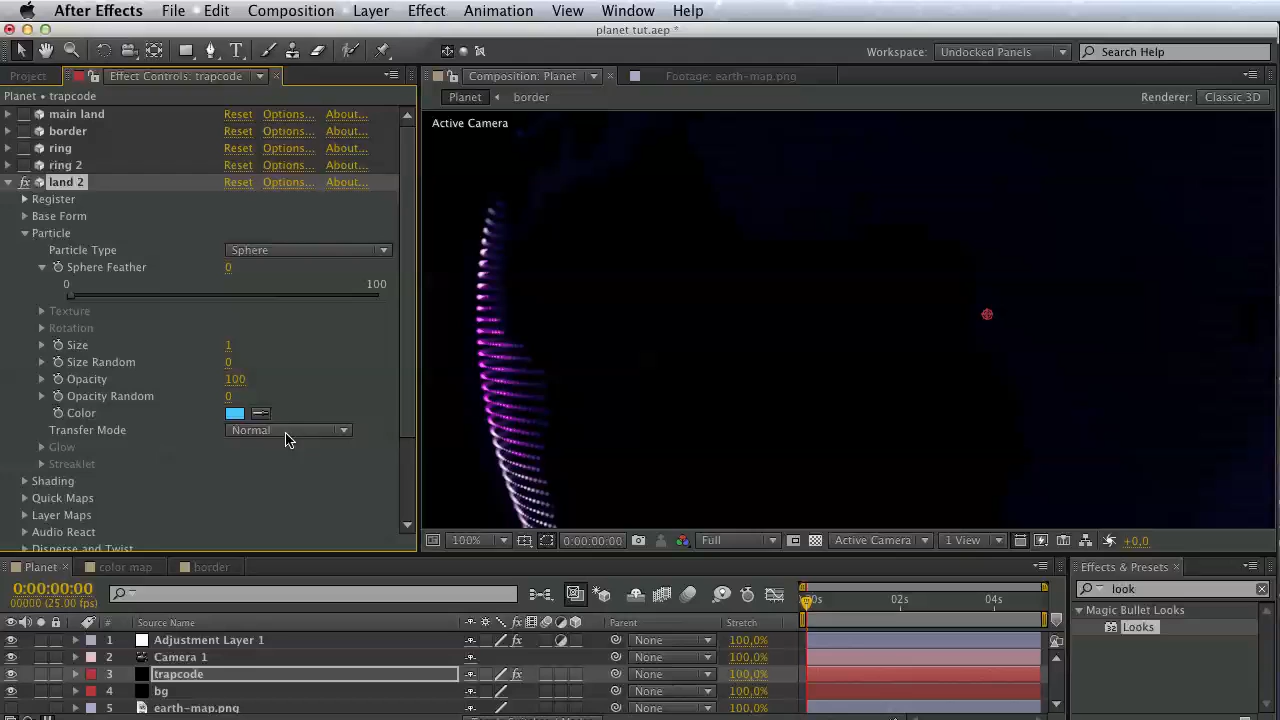 After Effects File Edit Composition Layer Effect Animation View Window Help
planet tut.aep *
Workspace: Undocked Panels Search Help
Project Effect Controls: trapcode Composition: Planet Footage: earth-map.png
Planet • trapcode Planet border Renderer: Classic 3D
Active Camera
main land Reset Options... About...
border Reset Options... About...
ring Reset Options... About...
ring 2 Reset Options... About...
land 2 Reset Options... About...
Register
Base Form
Particle
Particle Type Sphere
Sphere Feather 0
0 100
Texture
Rotation
Size 1
Size Random 0
Opacity 100
Opacity Random 0
Color
Transfer Mode Normal
Glow
Streaklet
Shading
Quick Maps
Layer Maps
Audio React
Disperse and Twist
100% 0:00:00:00 Full Active Camera 1 View +0,0
Planet color map border Effects & Presets
0:00:00:00
00000 (25.00 fps)
look
0s 02s 04s
Magic Bullet Looks
Looks
# Source Name Parent Stretch
1 Adjustment Layer 1 None 100,0%
2 Camera 1 None 100,0%
3 trapcode None 100,0%
4 bg None 100,0%
5 earth-map.png None 100,0%